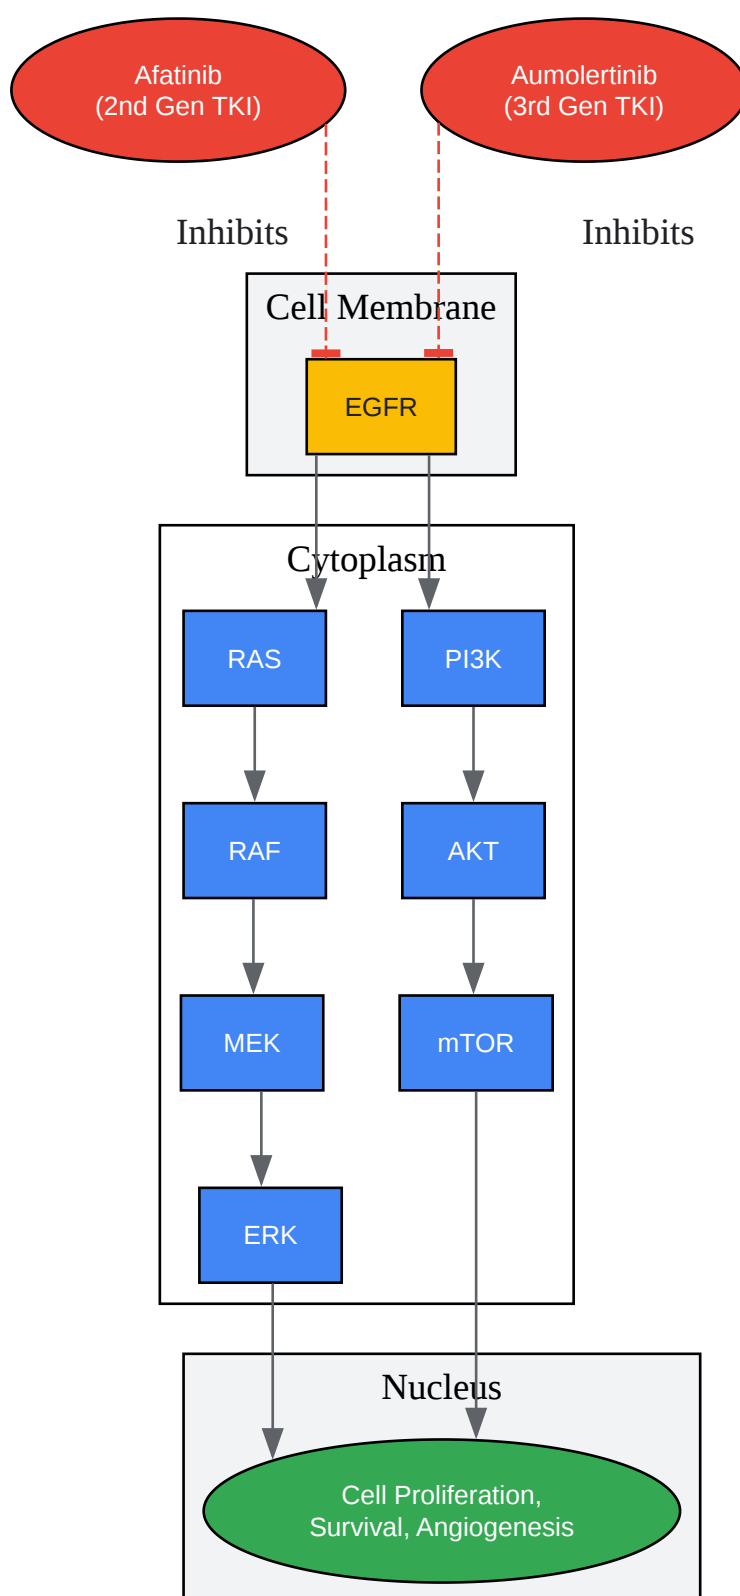 Afatinib
(2nd Gen TKI)
Aumolertinib
(3rd Gen TKI)
Inhibits
Inhibits
Cell Membrane
EGFR
Cytoplasm
RAS
PI3K
RAF
AKT
MEK
mTOR
ERK
Nucleus
Cell Proliferation,
Survival, Angiogenesis